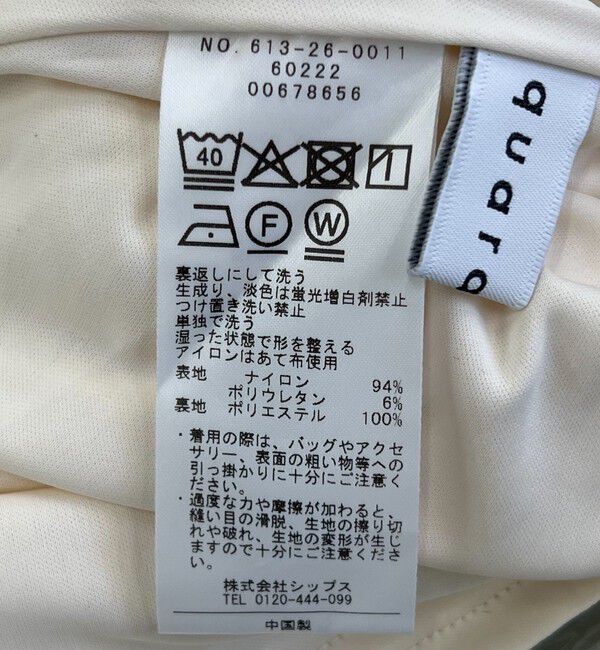 NO. 613-26-0011
60222
00678656
40
F
W
裏返しにして洗う
生成り、淡色は蛍光増白剤禁止
つけ置き洗い禁止
単独で洗う
湿った状態で形を整える
アイロンはあて布使用
表地 ナイロン 94%
ポリウレタン 6%
裏地 ポリエステル 100%
・着用の際は、バッグやアクセ
サリー、表面の粗い物等への
引っ掛かりに十分にご注意く
ださい。
・過度な力や摩擦が加わると、
縫い目の滑脱、生地の擦り切
れや破れ、生地の変形が生じ
ますので十分にご注意くださ
い。
株式会社シップス
TEL 0120-444-099
中国製
quar